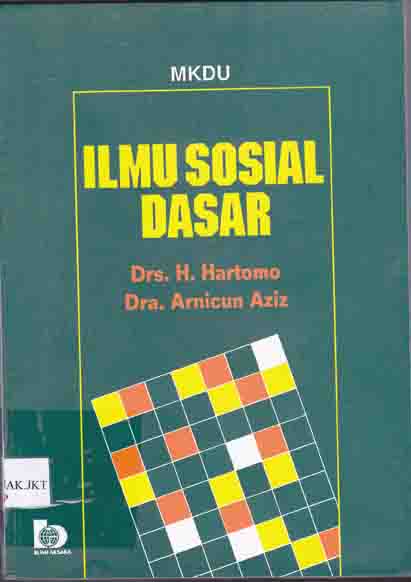 MKDU
ILMU SOSIAL
DASAR
Drs. H. Hartomo
Dra. Arnicun Aziz
AK.JKT
BUMI AKSARA